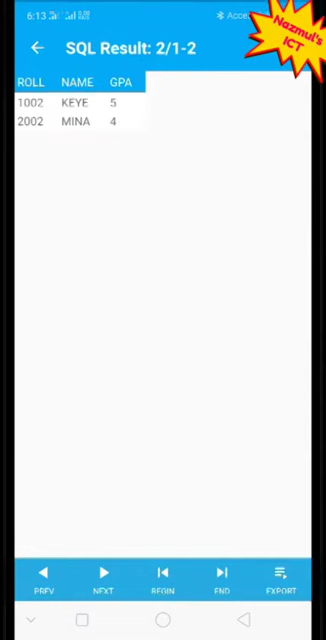 6:13
Acce
Nazmul's
ICT
SQL Result: 2/1-2
ROLL NAME GPA
1002 KEYE 5
2002 MINA 4
PREV NEXT BEGIN END EXPORT